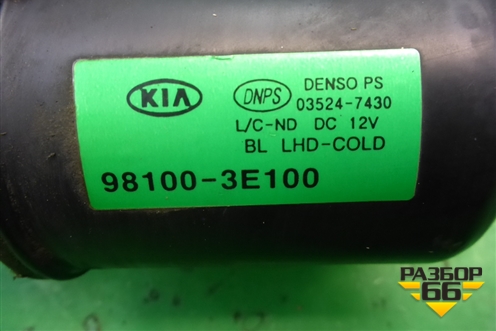 KIA
DNPS
DENSO PS
03524-7430
L/C-ND DC 12V
BL LHD-COLD
98100-3E100
РАЗБОР
66